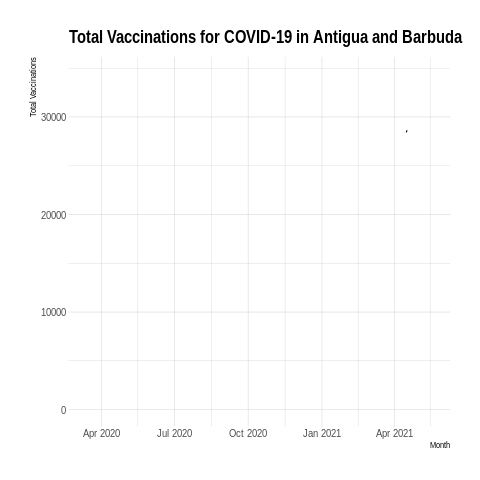 Total Vaccinations for COVID-19 in Antigua and Barbuda
Total Vaccinations
30000
20000
10000
0
Apr 2020 Jul 2020 Oct 2020 Jan 2021 Apr 2021
Month